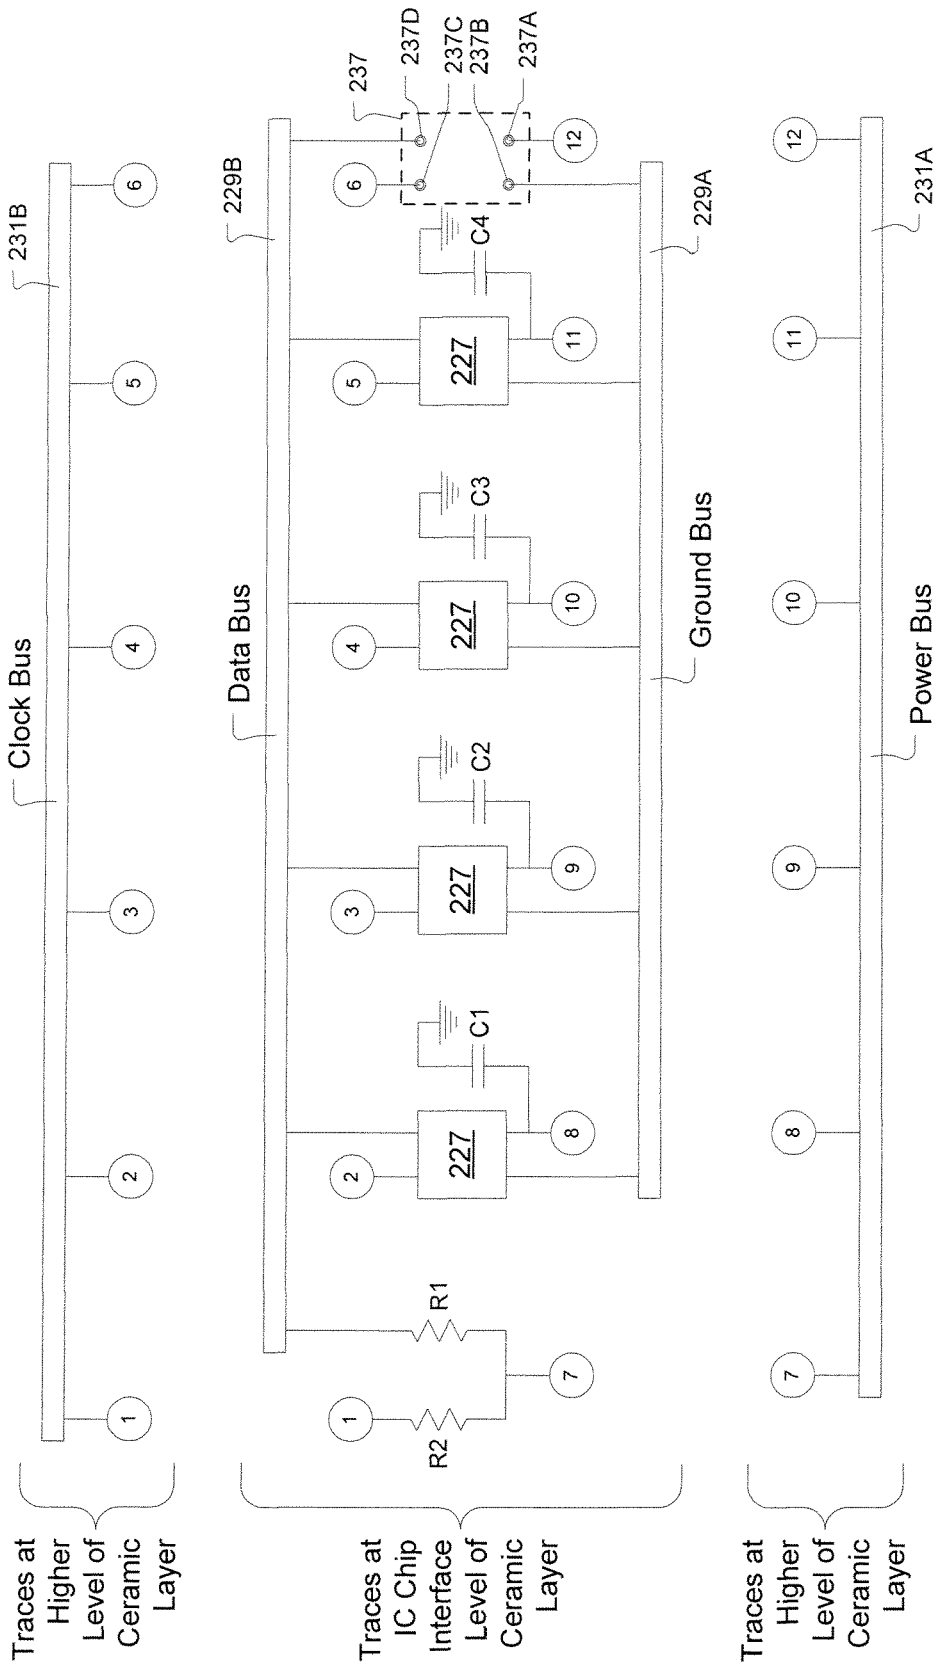 Traces at
Higher
Level of
Ceramic
Layer
Clock Bus
231B
1
2
3
4
5
6
Traces at
IC Chip
Interface
Level of
Ceramic
Layer
Data Bus
229B
237
237D
237C
237B
237A
1
R2
R1
7
2
227
C1
8
3
227
C2
9
4
227
C3
10
5
227
C4
11
6
12
Ground Bus
229A
Traces at
Higher
Level of
Ceramic
Layer
7
8
9
10
11
12
Power Bus
231A